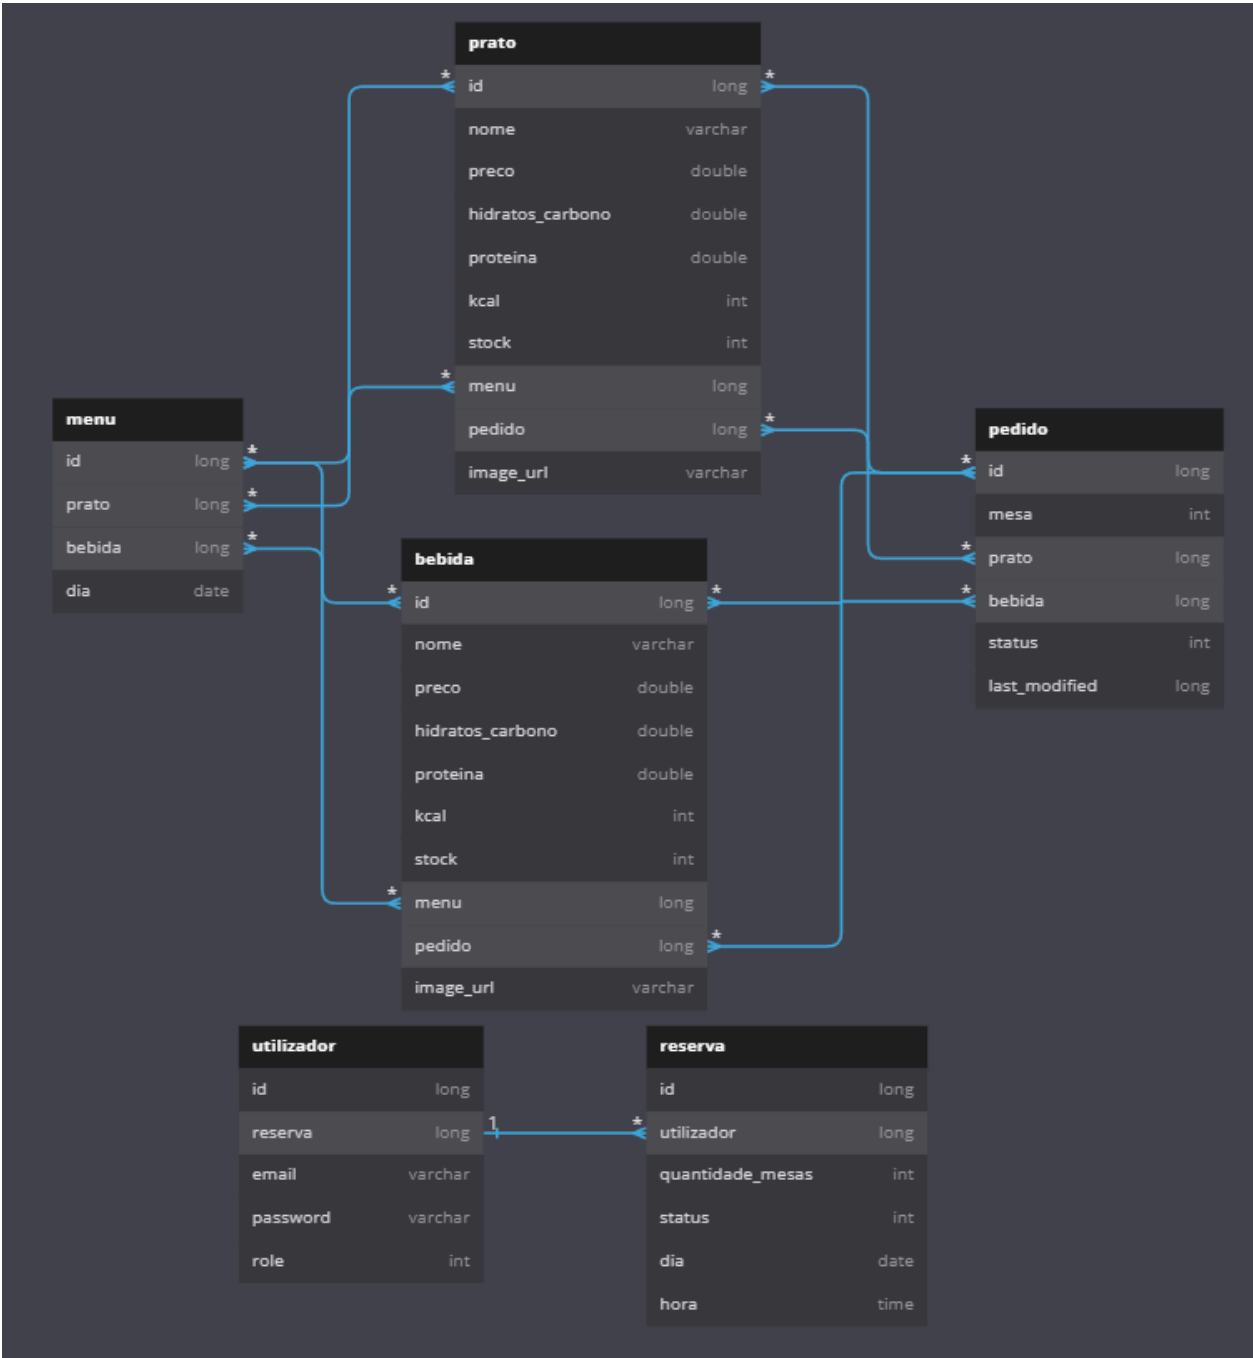 prato
id long
nome varchar
preco double
hidratos_carbono double
proteina double
kcal int
stock int
menu long
pedido long
image_url varchar
menu
id long
prato long
bebida long
dia date
pedido
id long
mesa int
prato long
bebida long
status int
last_modified long
bebida
id long
nome varchar
preco double
hidratos_carbono double
proteina double
kcal int
stock int
menu long
pedido long
image_url varchar
utilizador
id long
reserva long
email varchar
password varchar
role int
1 *
reserva
id long
utilizador long
quantidade_mesas int
status int
dia date
hora time
* * * *
* * *
* * *
* * * *
* *